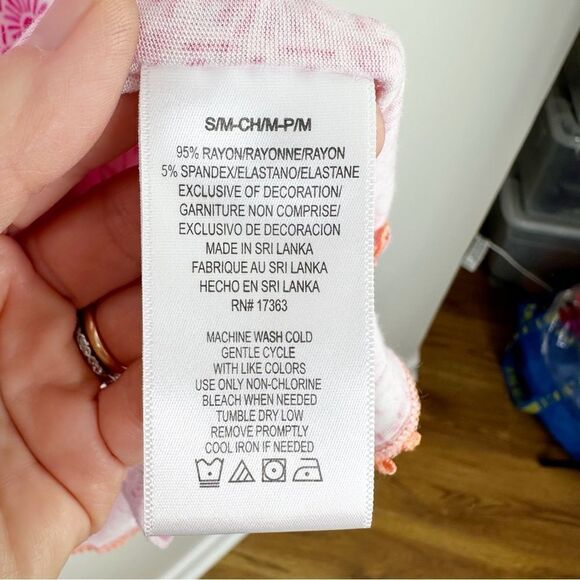 S/M-CH/M-P/M
95% RAYON/RAYONNE/RAYON
5% SPANDEX/ELASTANO/ELASTANE
EXCLUSIVE OF DECORATION/
GARNITURE NON COMPRISE/
EXCLUSIVO DE DECORACION
MADE IN SRI LANKA
FABRIQUE AU SRI LANKA
HECHO EN SRI LANKA
RN# 17363
MACHINE WASH COLD
GENTLE CYCLE
WITH LIKE COLORS
USE ONLY NON-CHLORINE
BLEACH WHEN NEEDED
TUMBLE DRY LOW
REMOVE PROMPTLY
COOL IRON IF NEEDED